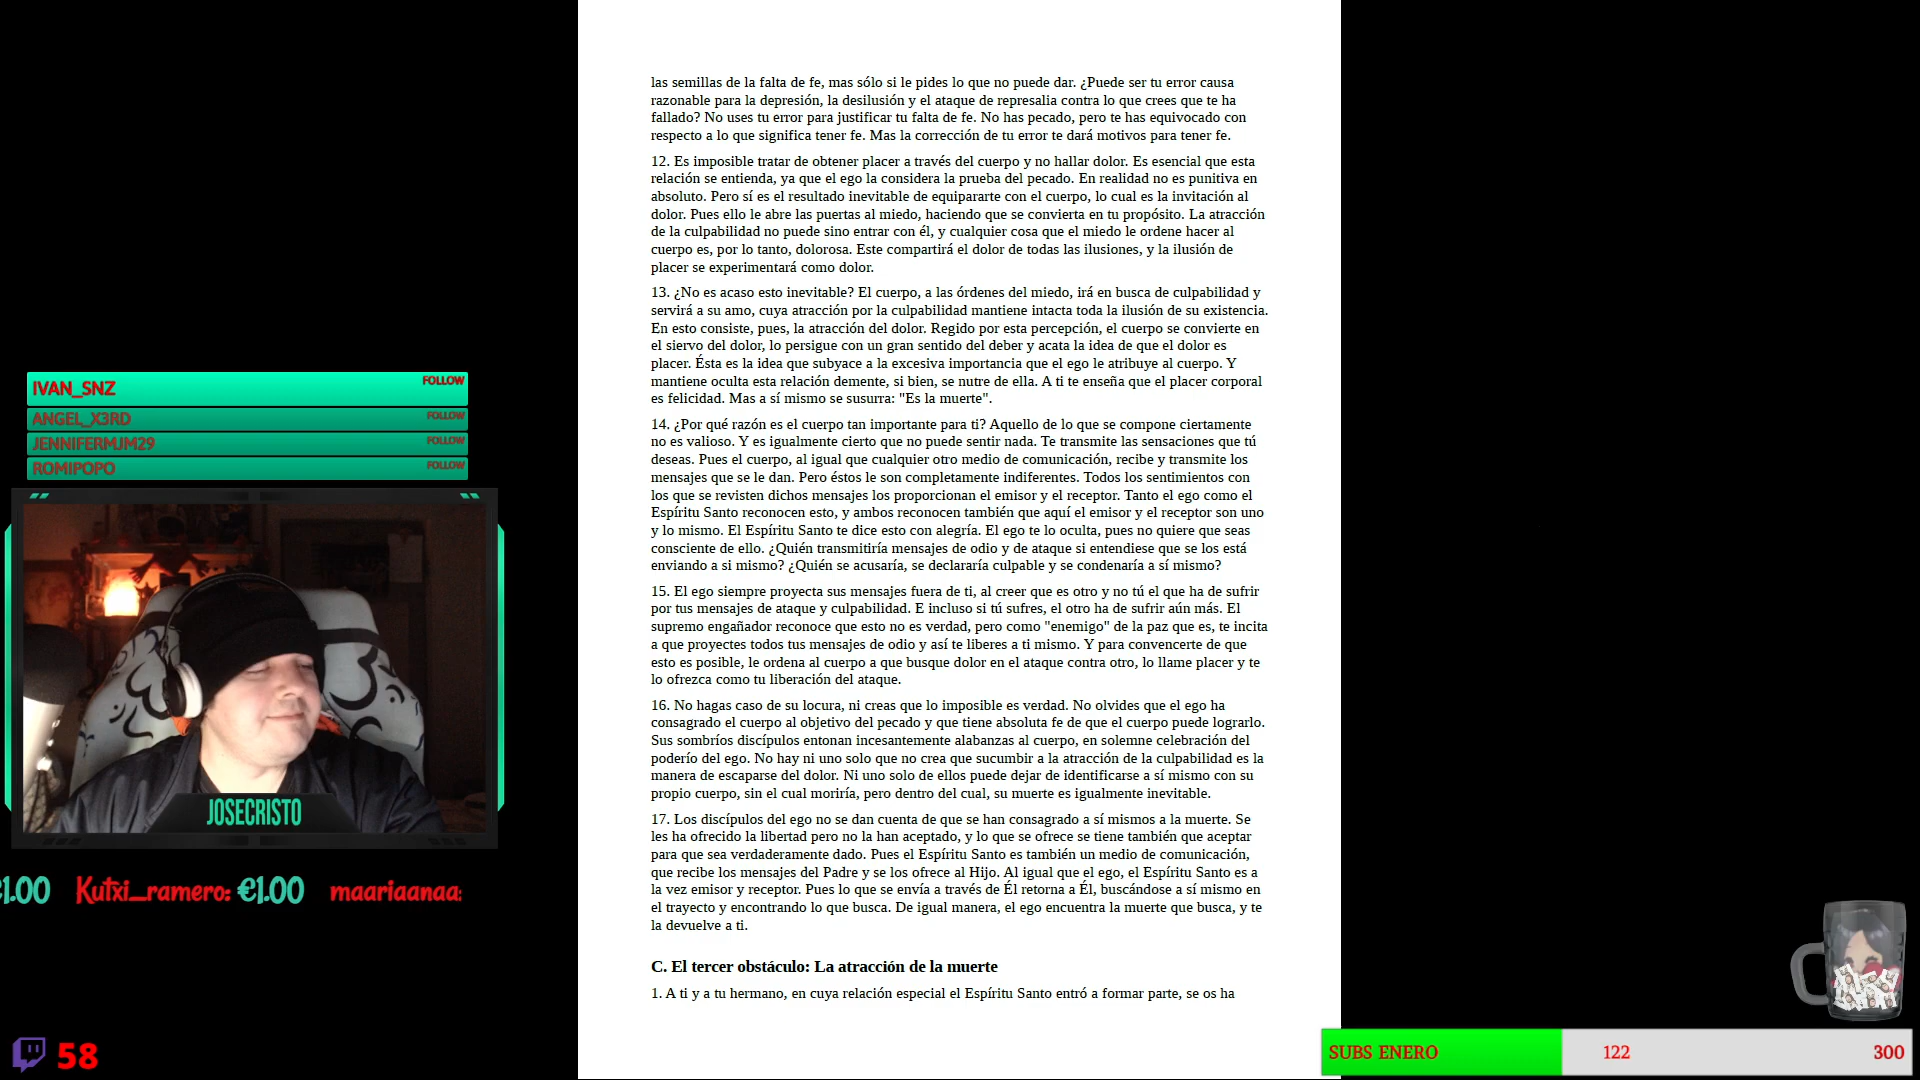 las semillas de la falta de fe, mas sólo si le pides lo que no puede dar. ¿Puede ser tu error causa
razonable para la depresión, la desilusión y el ataque de represalia contra lo que crees que te ha
fallado? No uses tu error para justificar tu falta de fe. No has pecado, pero te has equivocado con
respecto a lo que significa tener fe. Mas la corrección de tu error te dará motivos para tener fe.
12. Es imposible tratar de obtener placer a través del cuerpo y no hallar dolor. Es esencial que esta
relación se entienda, ya que el ego la considera la prueba del pecado. En realidad no es punitiva en
absoluto. Pero sí es el resultado inevitable de equipararte con el cuerpo, lo cual es la invitación al
dolor. Pues ello le abre las puertas al miedo, haciendo que se convierta en tu propósito. La atracción
de la culpabilidad no puede sino entrar con él, y cualquier cosa que el miedo le ordene hacer al
cuerpo es, por lo tanto, dolorosa. Este compartirá el dolor de todas las ilusiones, y la ilusión de
placer se experimentará como dolor.
13. ¿No es acaso esto inevitable? El cuerpo, a las órdenes del miedo, irá en busca de culpabilidad y
servirá a su amo, cuya atracción por la culpabilidad mantiene intacta toda la ilusión de su existencia.
En esto consiste, pues, la atracción del dolor. Regido por esta percepción, el cuerpo se convierte en
el siervo del dolor, lo persigue con un gran sentido del deber y acata la idea de que el dolor es
placer. Ésta es la idea que subyace a la excesiva importancia que el ego le atribuye al cuerpo. Y
mantiene oculta esta relación demente, si bien, se nutre de ella. A ti te enseña que el placer corporal
es felicidad. Mas a sí mismo se susurra: "Es la muerte".
14. ¿Por qué razón es el cuerpo tan importante para ti? Aquello de lo que se compone ciertamente
no es valioso. Y es igualmente cierto que no puede sentir nada. Te transmite las sensaciones que tú
deseas. Pues el cuerpo, al igual que cualquier otro medio de comunicación, recibe y transmite los
mensajes que se le dan. Pero éstos le son completamente indiferentes. Todos los sentimientos con
los que se revisten dichos mensajes los proporcionan el emisor y el receptor. Tanto el ego como el
Espíritu Santo reconocen esto, y ambos reconocen también que aquí el emisor y el receptor son uno
y lo mismo. El Espíritu Santo te dice esto con alegría. El ego te lo oculta, pues no quiere que seas
consciente de ello. ¿Quién transmitiría mensajes de odio y de ataque si entendiese que se los está
enviando a si mismo? ¿Quién se acusaría, se declararía culpable y se condenaría a sí mismo?
15. El ego siempre proyecta sus mensajes fuera de ti, al creer que es otro y no tú el que ha de sufrir
por tus mensajes de ataque y culpabilidad. E incluso si tú sufres, el otro ha de sufrir aún más. El
supremo engañador reconoce que esto no es verdad, pero como "enemigo" de la paz que es, te incita
a que proyectes todos tus mensajes de odio y así te liberes a ti mismo. Y para convencerte de que
esto es posible, le ordena al cuerpo a que busque dolor en el ataque contra otro, lo llame placer y te
lo ofrezca como tu liberación del ataque.
16. No hagas caso de su locura, ni creas que lo imposible es verdad. No olvides que el ego ha
consagrado el cuerpo al objetivo del pecado y que tiene absoluta fe de que el cuerpo puede lograrlo.
Sus sombríos discípulos entonan incesantemente alabanzas al cuerpo, en solemne celebración del
poderío del ego. No hay ni uno solo que no crea que sucumbir a la atracción de la culpabilidad es la
manera de escaparse del dolor. Ni uno solo de ellos puede dejar de identificarse a sí mismo con su
propio cuerpo, sin el cual moriría, pero dentro del cual, su muerte es igualmente inevitable.
17. Los discípulos del ego no se dan cuenta de que se han consagrado a sí mismos a la muerte. Se
les ha ofrecido la libertad pero no la han aceptado, y lo que se ofrece se tiene también que aceptar
para que sea verdaderamente dado. Pues el Espíritu Santo es también un medio de comunicación,
que recibe los mensajes del Padre y se los ofrece al Hijo. Al igual que el ego, el Espíritu Santo es a
la vez emisor y receptor. Pues lo que se envía a través de Él retorna a Él, buscándose a sí mismo en
el trayecto y encontrando lo que busca. De igual manera, el ego encuentra la muerte que busca, y te
la devuelve a ti.
C. El tercer obstáculo: La atracción de la muerte
1. A ti y a tu hermano, en cuya relación especial el Espíritu Santo entró a formar parte, se os ha
IVAN_SNZ FOLLOW
ANGEL_X3RD FOLLOW
JENNIFERMJM29 FOLLOW
ROMIPOPO FOLLOW
JOSECRISTO
€1.00 Kutxi_ramero: €1.00 maariaanaa:
58
SUBS ENERO 122 300